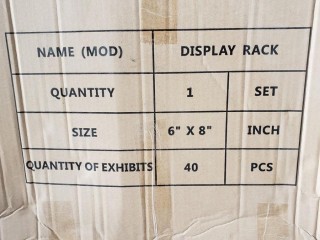 NAME (MOD) DISPLAY RACK
QUANTITY 1 SET
SIZE 6" X 8" INCH
QUANTITY OF EXHIBITS 40 PCS